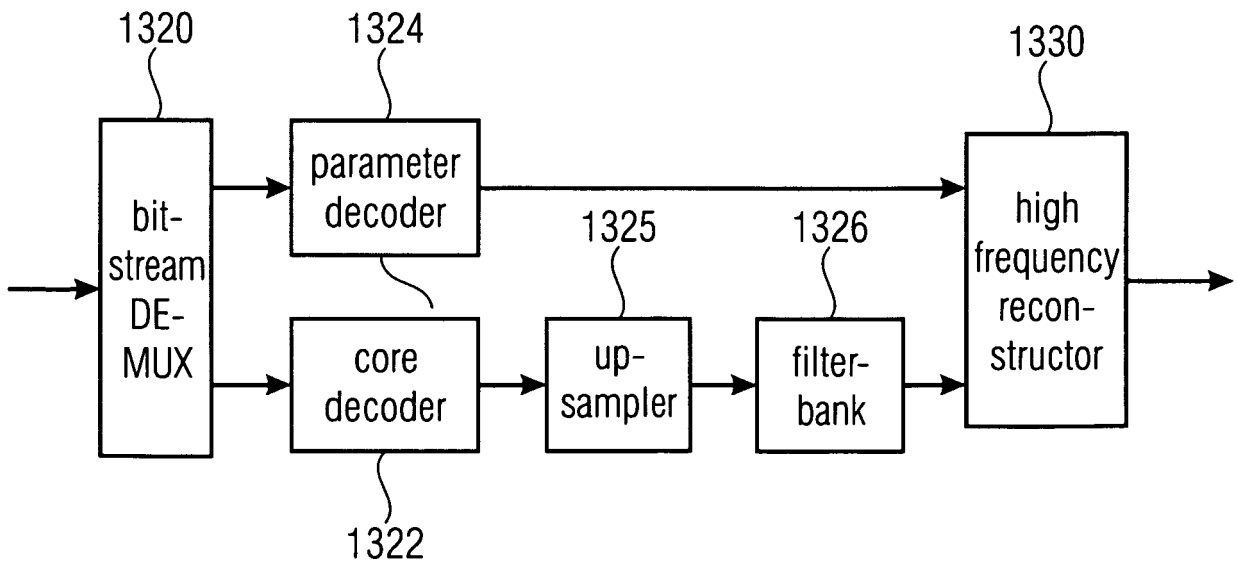 1320
1324
1330
bit-
stream
DE-
MUX
parameter
decoder
1325
1326
high
frequency
recon-
structor
core
decoder
up-
sampler
filter-
bank
1322